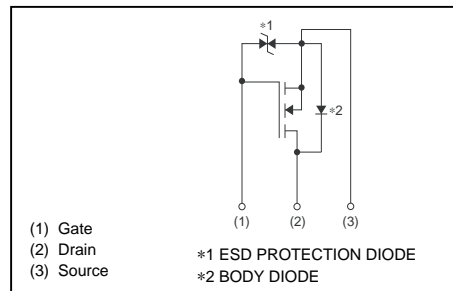 *1
*2
(1) (2) (3)
(1) Gate
(2) Drain
(3) Source
*1 ESD PROTECTION DIODE
*2 BODY DIODE